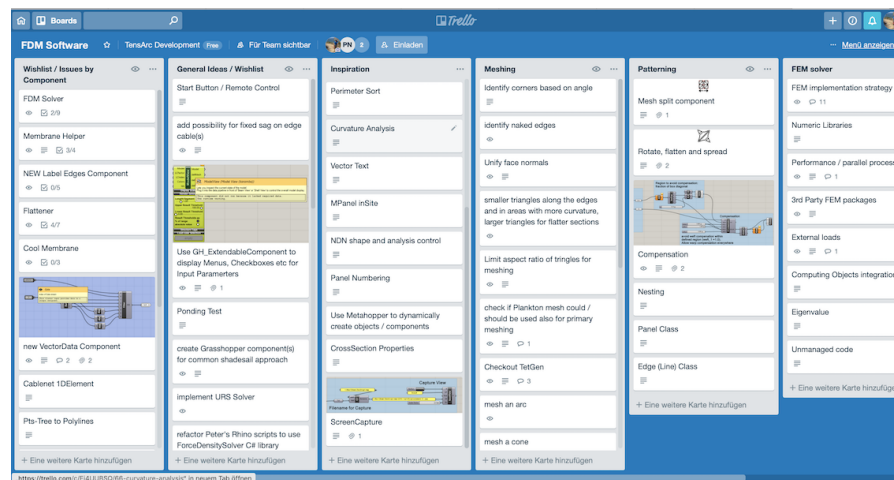 Boards
Trello
FDM Software
TensArc Development Free
Für Team sichtbar
PN 2
Einladen
Menü anzeigen
Wishlist / Issues by
Component
FDM Solver
2/9
Membrane Helper
3/4
NEW Label Edges Component
0/5
Flattener
4/7
Cool Membrane
0/3
new VectorData Component
2 2
Cablenet 1DElement
Pts-Tree to Polylines
+ Eine weitere Karte hinzufügen
General Ideas / Wishlist
Start Button / Remote Control
add possibility for fixed sag on edge
cable(s)
Use GH_ExtendableComponent to
display Menus, Checkboxes etc for
Input Paramerters
1
Ponding Test
create Grasshopper component(s)
for common shadesail approach
implement URS Solver
refactor Peter's Rhino scripts to use
ForceDensitySolver C# library
+ Eine weitere Karte hinzufügen
Inspiration
Perimeter Sort
Curvature Analysis
Vector Text
MPanel inSite
NDN shape and analysis control
Panel Numbering
Use Metahopper to dynamically
create objects / components
CrossSection Properties
Capture View
Filename for Capture
ScreenCapture
1
+ Eine weitere Karte hinzufügen
Meshing
Identify corners based on angle
identify naked edges
Unify face normals
smaller triangles along the edges
and in areas with more curvature,
larger triangles for flatter sections
Limit aspect ratio of tringles for
meshing
check if Plankton mesh could /
should be used also for primary
meshing
1
Checkout TetGen
3
mesh an arc
mesh a cone
+ Eine weitere Karte hinzufügen
Patterning
Mesh split component
1
Rotate, flatten and spread
2
Compensation
Compensation
2
Nesting
Panel Class
Edge (Line) Class
+ Eine weitere Karte hinzufügen
FEM solver
FEM implementation strategy
11
Numeric Libraries
Performance / parallel process
1
3rd Party FEM packages
External loads
1
Computing Objects integration
Eigenvalue
Unmanaged code
+ Eine weitere Karte hinzufüge